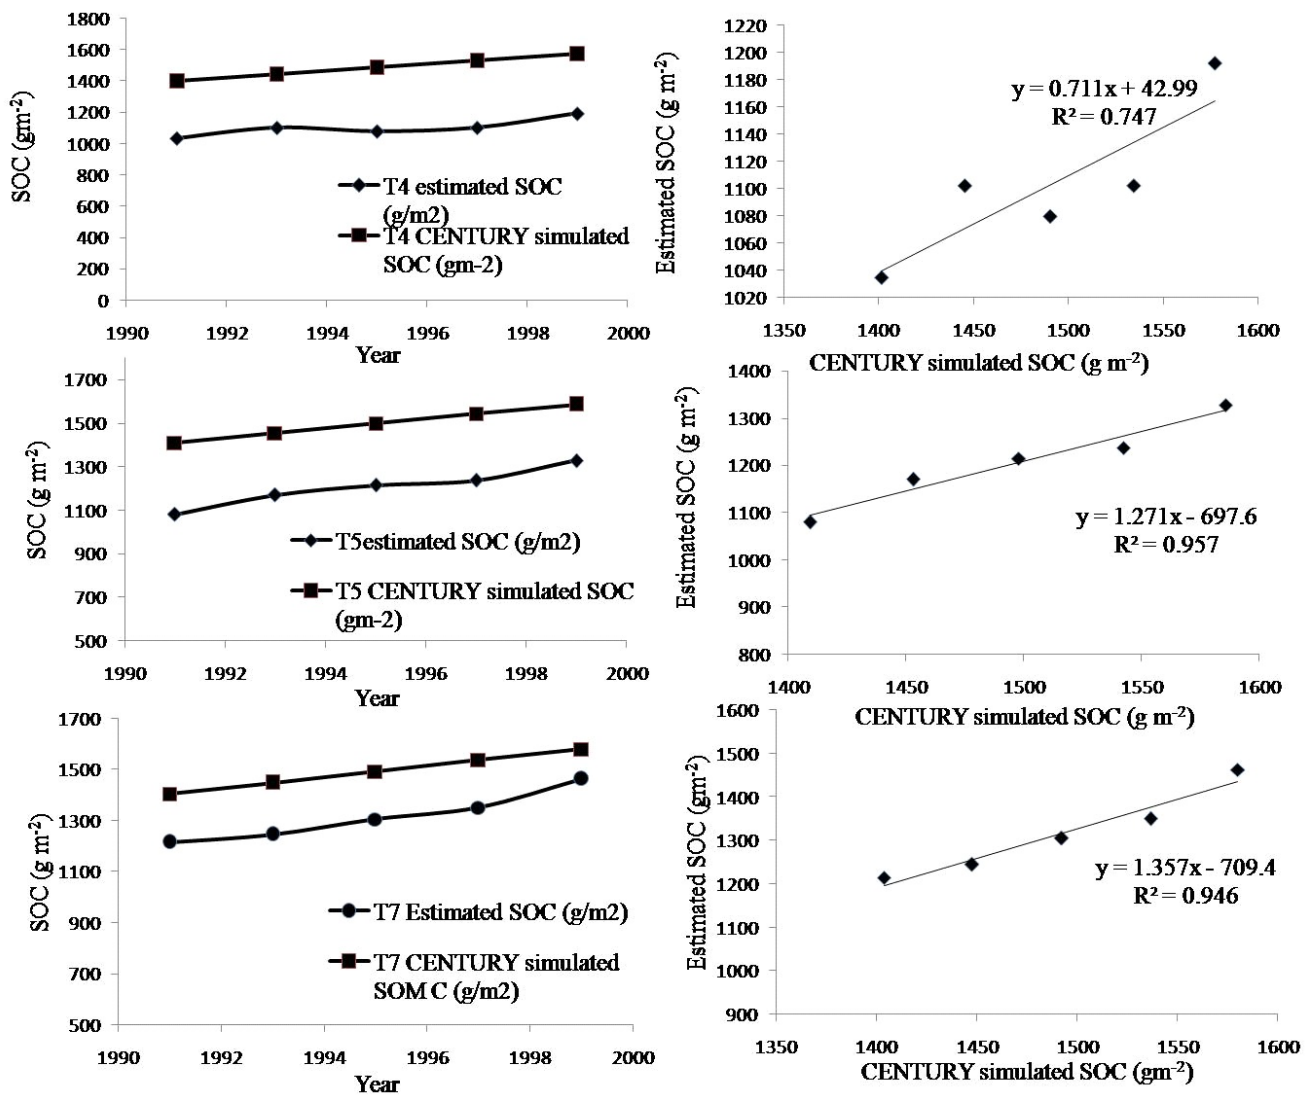 1800
1600
1400
1200
1000
800
600
400
200
0
SOC (gm-2)
T4 estimated SOC
(g/m2)
T4 CENTURY simulated
SOC (gm-2)
1990 1992 1994 1996 1998 2000
Year
1220
1200
1180
1160
1140
1120
1100
1080
1060
1040
1020
Estimated SOC (g m-2)
y = 0.711x + 42.99
R² = 0.747
1350 1400 1450 1500 1550 1600
CENTURY simulated SOC (g m-2)
1700
1500
1300
1100
900
700
500
SOC (g m-2)
T5estimated SOC (g/m2)
T5 CENTURY simulated SOC
(gm-2)
1990 1992 1994 1996 1998 2000
Year
1400
1300
1200
1100
1000
900
800
Estimated SOC (g m-2)
y = 1.271x - 697.6
R² = 0.957
1400 1450 1500 1550 1600
CENTURY simulated SOC (g m-2)
1700
1500
1300
1100
900
700
500
SOC (g m-2)
T7 Estimated SOC (g/m2)
T7 CENTURY simulated
SOM C (g/m2)
1990 1992 1994 1996 1998 2000
Year
1600
1500
1400
1300
1200
1100
1000
900
Estimated SOC (gm-2)
y = 1.357x - 709.4
R² = 0.946
1350 1400 1450 1500 1550 1600
CENTURY simulated SOC (gm-2)